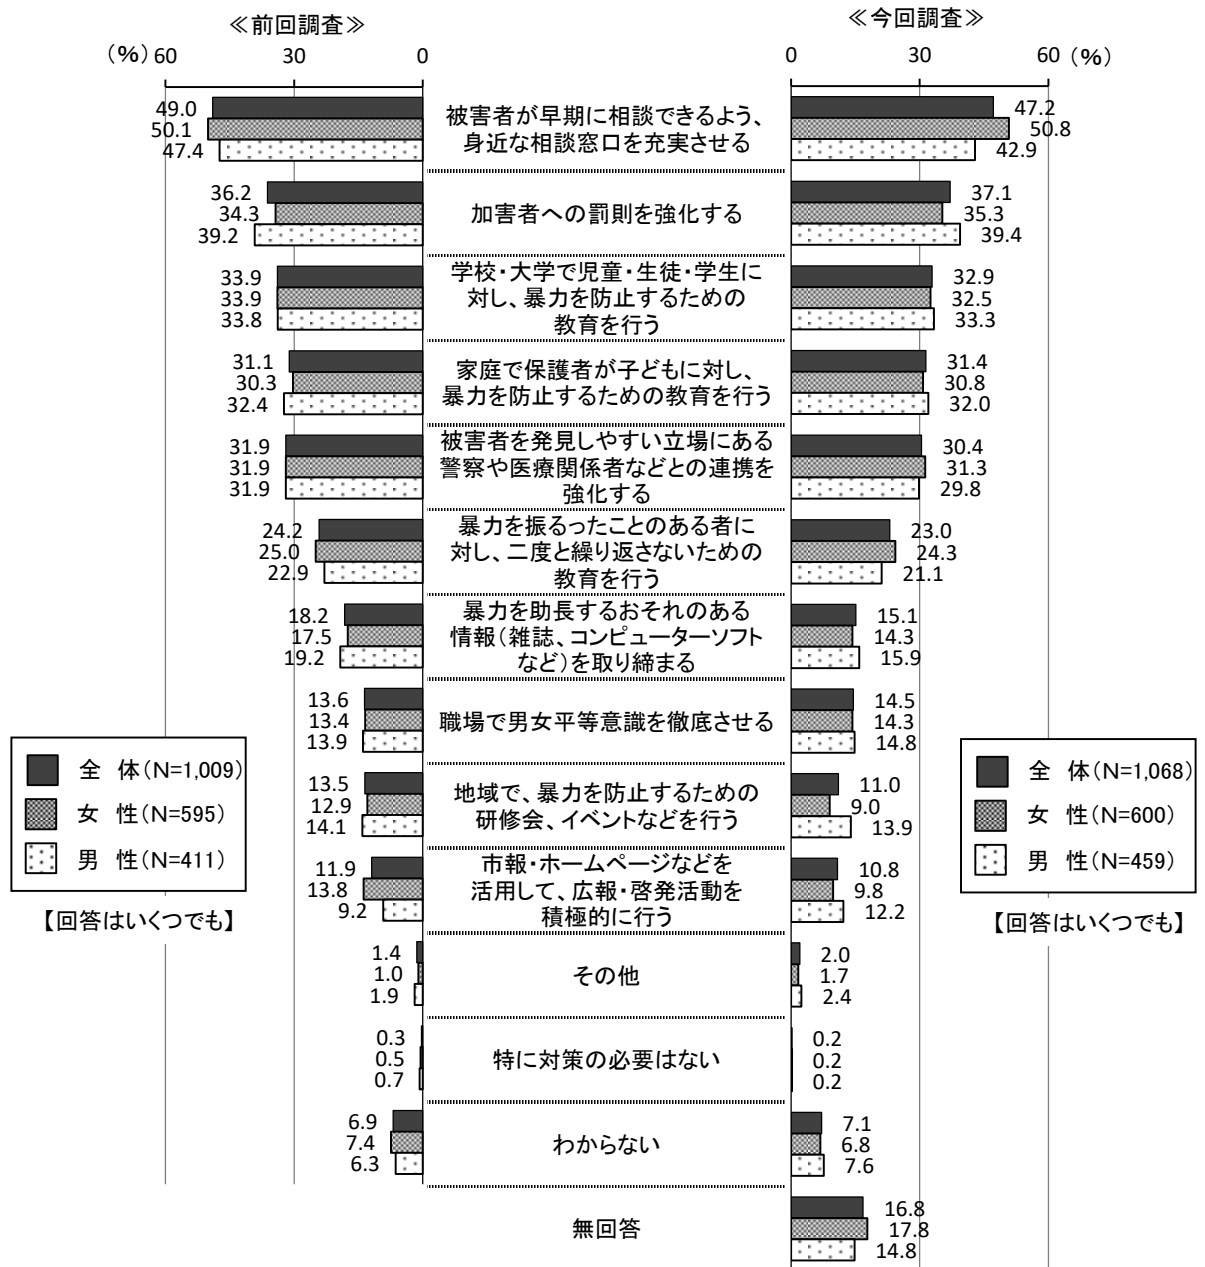 ≪前回調査≫
≪今回調査≫
(%)
60
30
0
0
30
60
(%)
49.0
50.1
47.4
被害者が早期に相談できるよう、
身近な相談窓口を充実させる
47.2
50.8
42.9
36.2
34.3
39.2
加害者への罰則を強化する
37.1
35.3
39.4
33.9
33.9
33.8
学校・大学で児童・生徒・学生に
対し、暴力を防止するための
教育を行う
32.9
32.5
33.3
31.1
30.3
32.4
家庭で保護者が子どもに対し、
暴力を防止するための教育を行う
31.4
30.8
32.0
31.9
31.9
31.9
被害者を発見しやすい立場にある
警察や医療関係者などとの連携を
強化する
30.4
31.3
29.8
24.2
25.0
22.9
暴力を振るったことのある者に
対し、二度と繰り返さないための
教育を行う
23.0
24.3
21.1
18.2
17.5
19.2
暴力を助長するおそれのある
情報(雑誌、コンピューターソフト
など)を取り締まる
15.1
14.3
15.9
13.6
13.4
13.9
職場で男女平等意識を徹底させる
14.5
14.3
14.8
13.5
12.9
14.1
地域で、暴力を防止するための
研修会、イベントなどを行う
11.0
9.0
13.9
11.9
13.8
9.2
市報・ホームページなどを
活用して、広報・啓発活動を
積極的に行う
10.8
9.8
12.2
1.4
1.0
1.9
その他
2.0
1.7
2.4
0.3
0.5
0.7
特に対策の必要はない
0.2
0.2
0.2
6.9
7.4
6.3
わからない
7.1
6.8
7.6
無回答
16.8
17.8
14.8
全 体(N=1,009)
女 性(N=595)
男 性(N=411)
【回答はいくつでも】
全 体(N=1,068)
女 性(N=600)
男 性(N=459)
【回答はいくつでも】